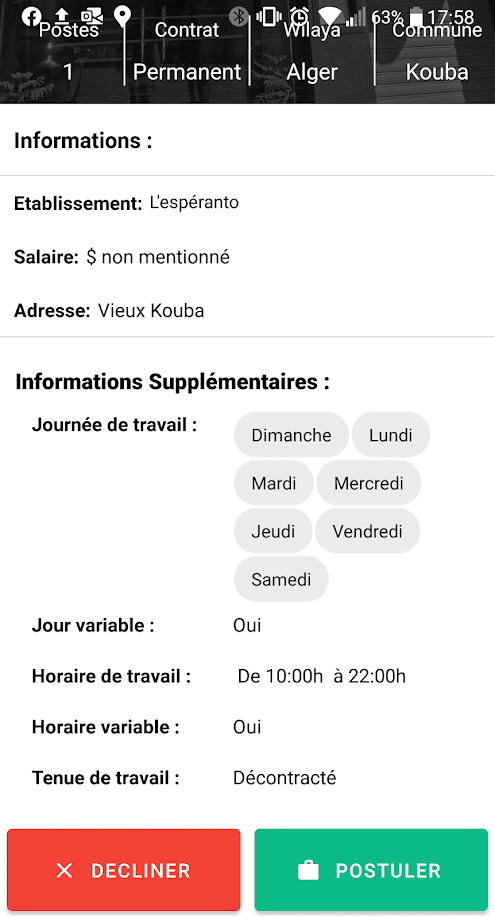 63% 17:58
Postes Contrat Wilaya Commune
1 Permanent Alger Kouba
Informations :
Etablissement: L'espéranto
Salaire: $ non mentionné
Adresse: Vieux Kouba
Informations Supplémentaires :
Journée de travail : Dimanche Lundi
Mardi Mercredi
Jeudi Vendredi
Samedi
Jour variable : Oui
Horaire de travail : De 10:00h à 22:00h
Horaire variable : Oui
Tenue de travail : Décontracté
DECLINER POSTULER